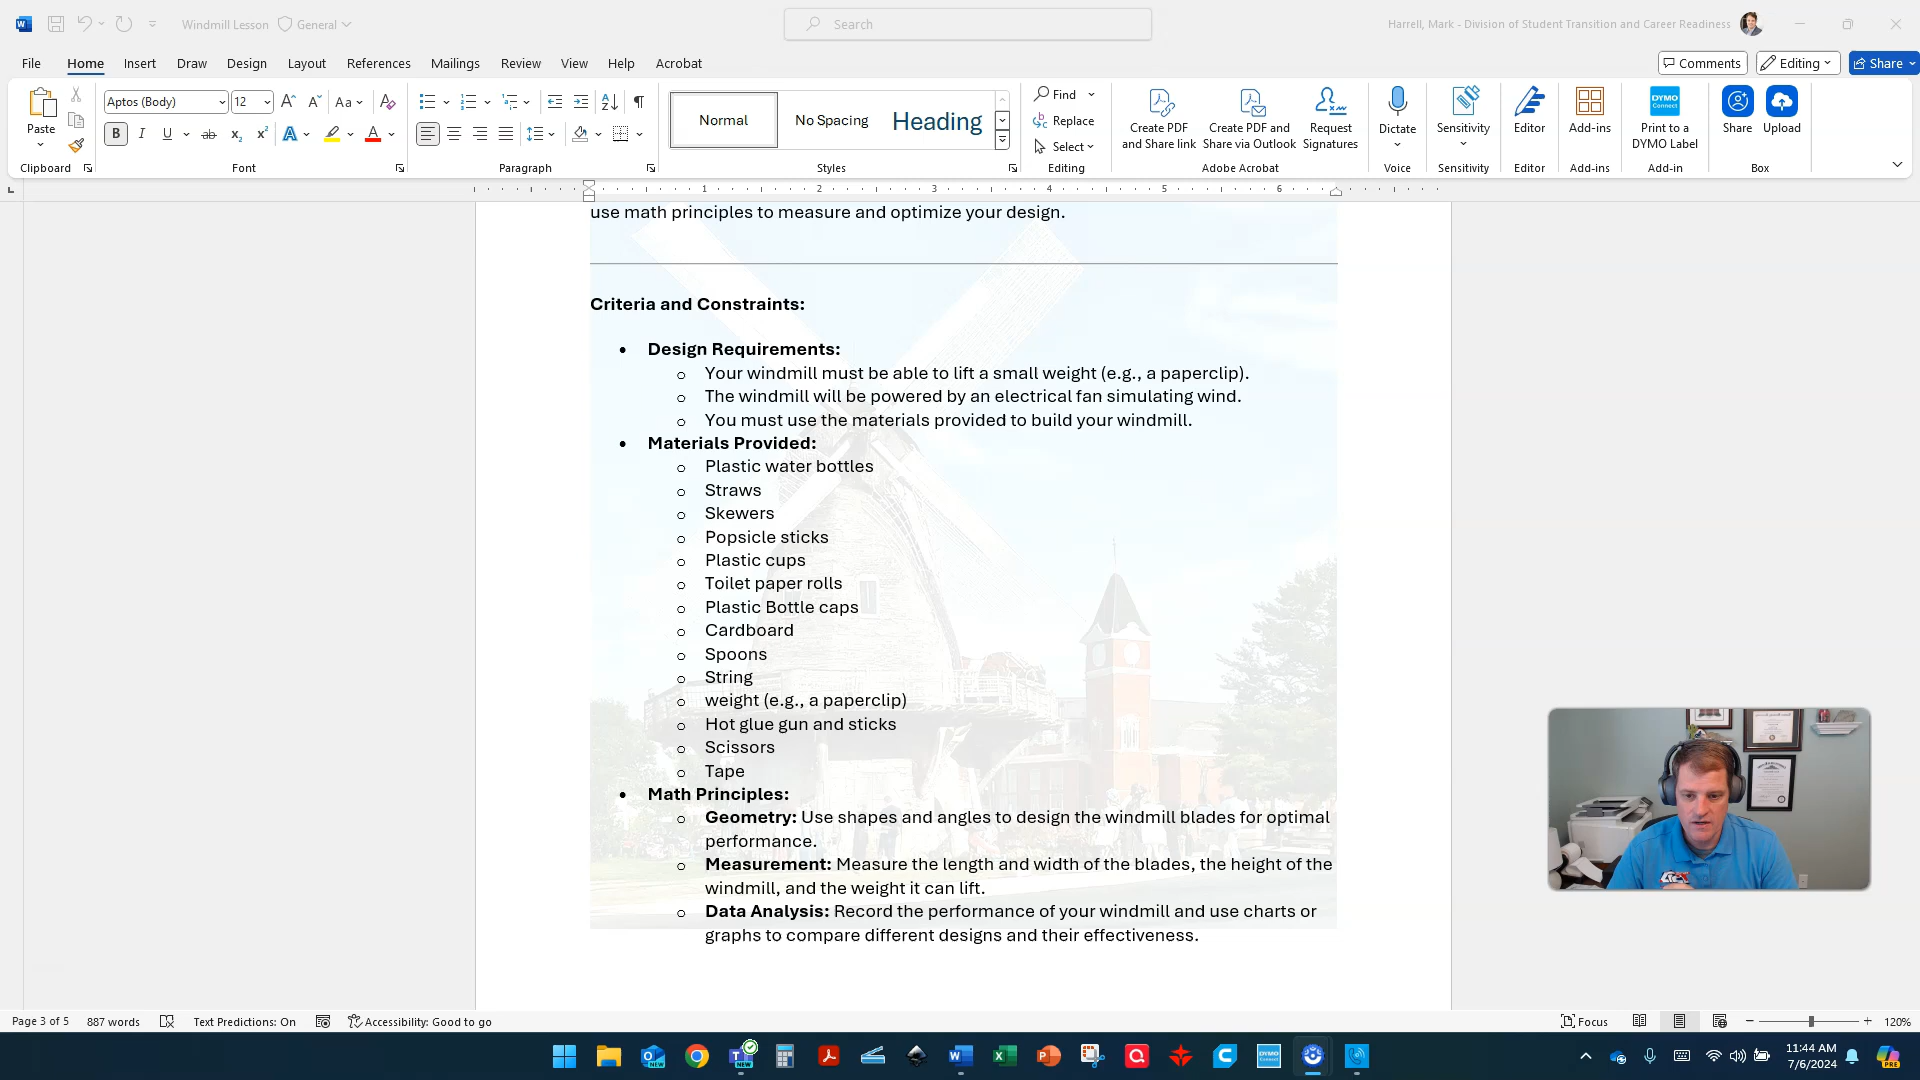 Windmill Lesson General
Search
Harrell, Mark - Division of Student Transition and Career Readiness
File Home Insert Draw Design Layout References Mailings Review View Help Acrobat
Comments Editing Share
Paste
Aptos (Body) 12
Aa
B I U ab x2 x2 A A
Normal No Spacing Heading
Find
Replace
Select
Create PDF and Share link
Create PDF and Share via Outlook
Request Signatures
Dictate
Sensitivity
Editor
Add-ins
DYMO Connect
Print to a DYMO Label
Share
Upload
Clipboard Font Paragraph Styles Editing Adobe Acrobat Voice Sensitivity Editor Add-ins Add-in Box
1 2 3 4 5 6
use math principles to measure and optimize your design.
Criteria and Constraints:
• Design Requirements:
o Your windmill must be able to lift a small weight (e.g., a paperclip).
o The windmill will be powered by an electrical fan simulating wind.
o You must use the materials provided to build your windmill.
• Materials Provided:
o Plastic water bottles
o Straws
o Skewers
o Popsicle sticks
o Plastic cups
o Toilet paper rolls
o Plastic Bottle caps
o Cardboard
o Spoons
o String
o weight (e.g., a paperclip)
o Hot glue gun and sticks
o Scissors
o Tape
• Math Principles:
o Geometry: Use shapes and angles to design the windmill blades for optimal
performance.
o Measurement: Measure the length and width of the blades, the height of the
windmill, and the weight it can lift.
o Data Analysis: Record the performance of your windmill and use charts or
graphs to compare different designs and their effectiveness.
Page 3 of 5 887 words Text Predictions: On Accessibility: Good to go
Focus 120%
11:44 AM
7/6/2024